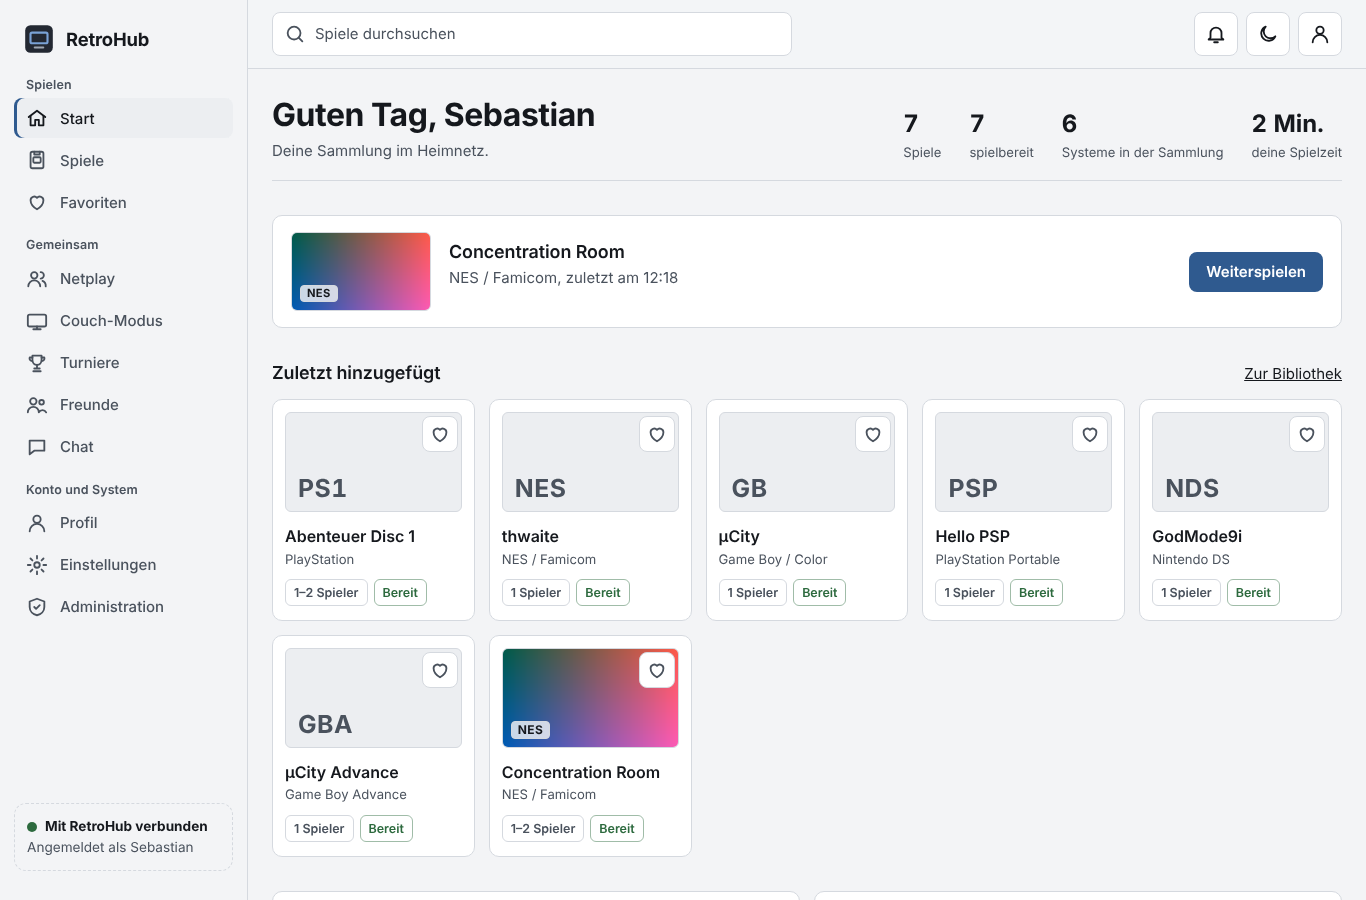 RetroHub
Spielen
Start
Spiele
Favoriten
Gemeinsam
Netplay
Couch-Modus
Turniere
Freunde
Chat
Konto und System
Profil
Einstellungen
Administration
Mit RetroHub verbunden
Angemeldet als Sebastian
Spiele durchsuchen
Guten Tag, Sebastian
Deine Sammlung im Heimnetz.
7
Spiele
7
spielbereit
6
Systeme in der Sammlung
2 Min.
deine Spielzeit
NES
Concentration Room
NES / Famicom, zuletzt am 12:18
Weiterspielen
Zuletzt hinzugefügt
Zur Bibliothek
PS1
Abenteuer Disc 1
PlayStation
1–2 Spieler
Bereit
NES
thwaite
NES / Famicom
1 Spieler
Bereit
GB
µCity
Game Boy / Color
1 Spieler
Bereit
PSP
Hello PSP
PlayStation Portable
1 Spieler
Bereit
NDS
GodMode9i
Nintendo DS
1 Spieler
Bereit
GBA
µCity Advance
Game Boy Advance
1 Spieler
Bereit
NES
Concentration Room
NES / Famicom
1–2 Spieler
Bereit